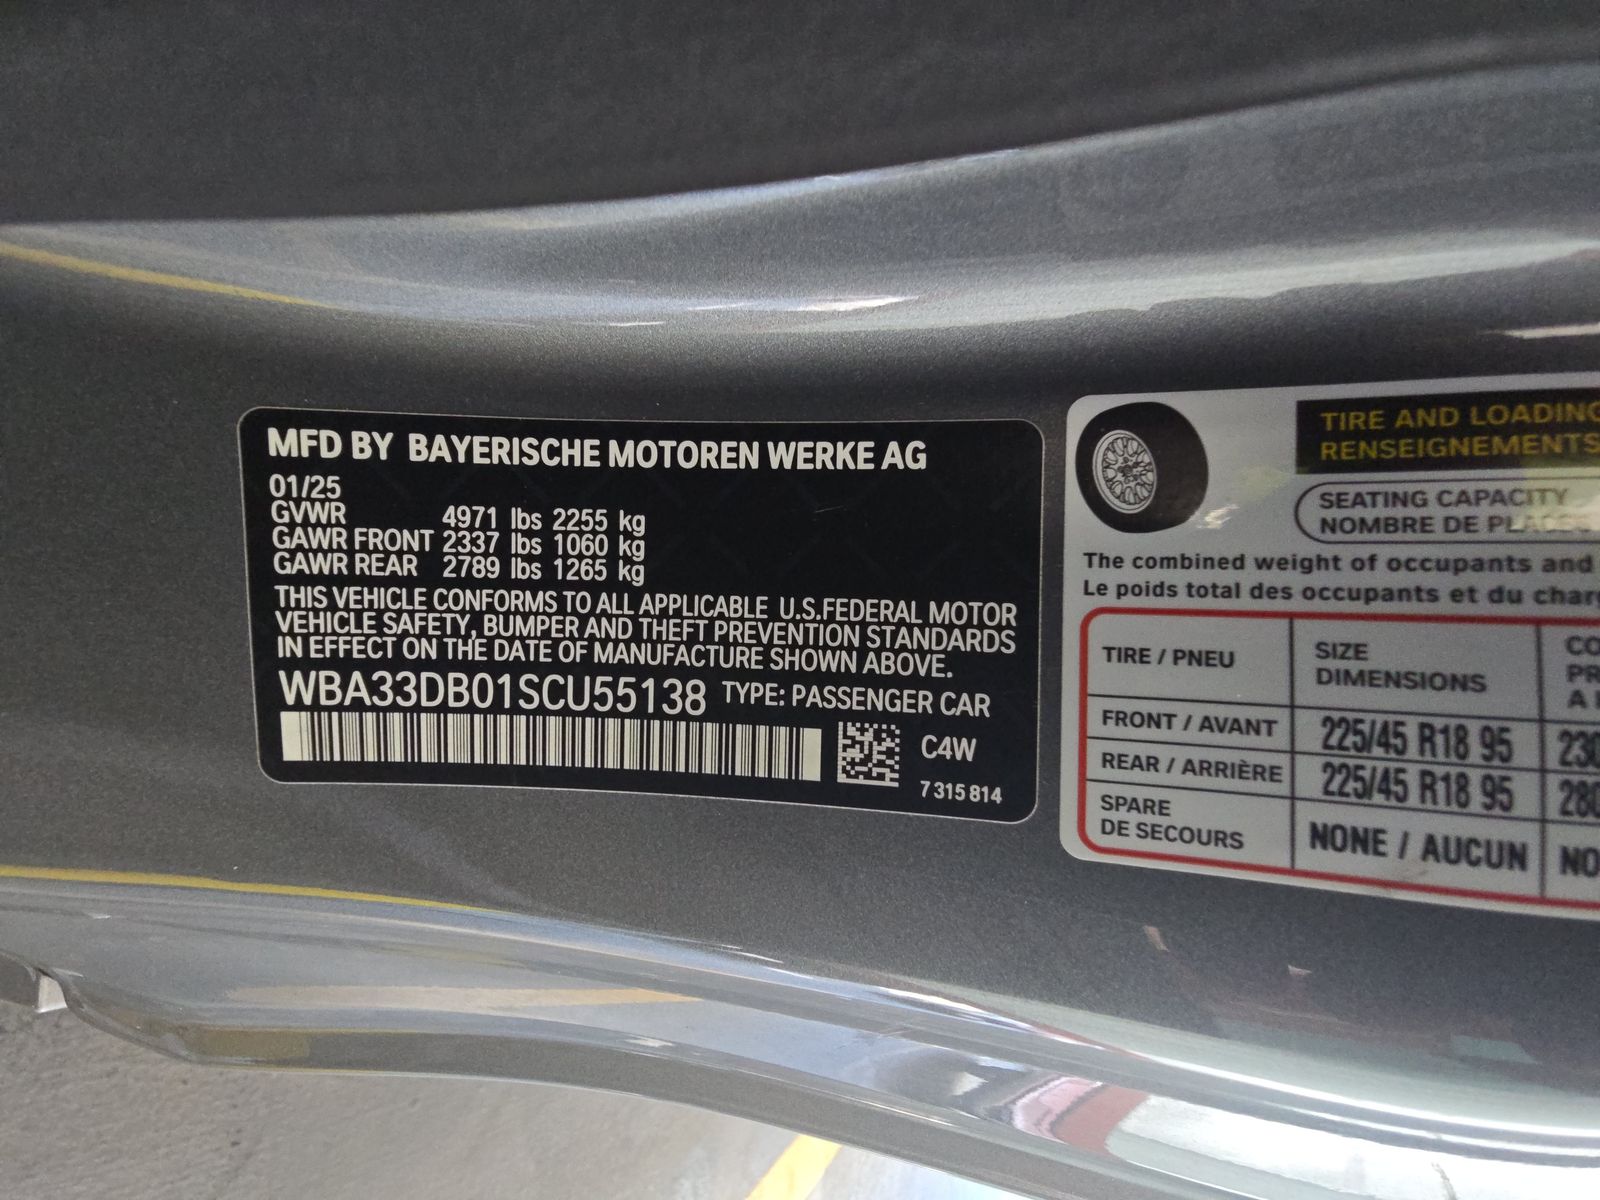 MFD BY BAYERISCHE MOTOREN WERKE AG
01/25
GVWR 4971 lbs 2255 kg
GAWR FRONT 2337 lbs 1060 kg
GAWR REAR 2789 lbs 1265 kg
THIS VEHICLE CONFORMS TO ALL APPLICABLE U.S.FEDERAL MOTOR
VEHICLE SAFETY, BUMPER AND THEFT PREVENTION STANDARDS
IN EFFECT ON THE DATE OF MANUFACTURE SHOWN ABOVE.
WBA33DB01SCU55138 TYPE: PASSENGER CAR
C4W
7 315 814
TIRE AND LOADING
RENSEIGNEMENTS
SEATING CAPACITY
NOMBRE DE PLACES
The combined weight of occupants and
Le poids total des occupants et du
TIRE / PNEU
SIZE
DIMENSIONS
FRONT / AVANT
225/45 R18 95
REAR / ARRIÈRE
225/45 R18 95
SPARE
DE SECOURS
NONE / AUCUN